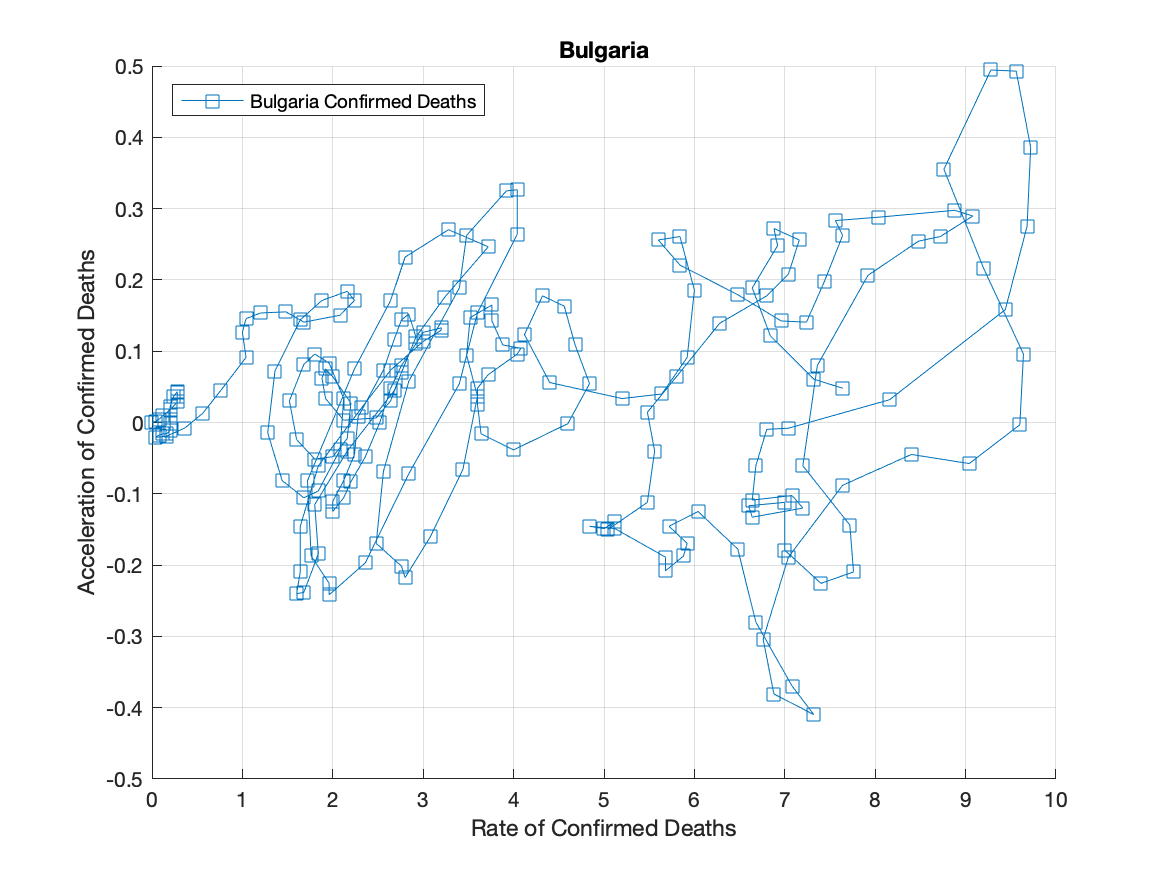 Bulgaria
Bulgaria Confirmed Deaths
0.5
0.4
0.3
0.2
0.1
0
-0.1
-0.2
-0.3
-0.4
-0.5
Acceleration of Confirmed Deaths
0 1 2 3 4 5 6 7 8 9 10
Rate of Confirmed Deaths